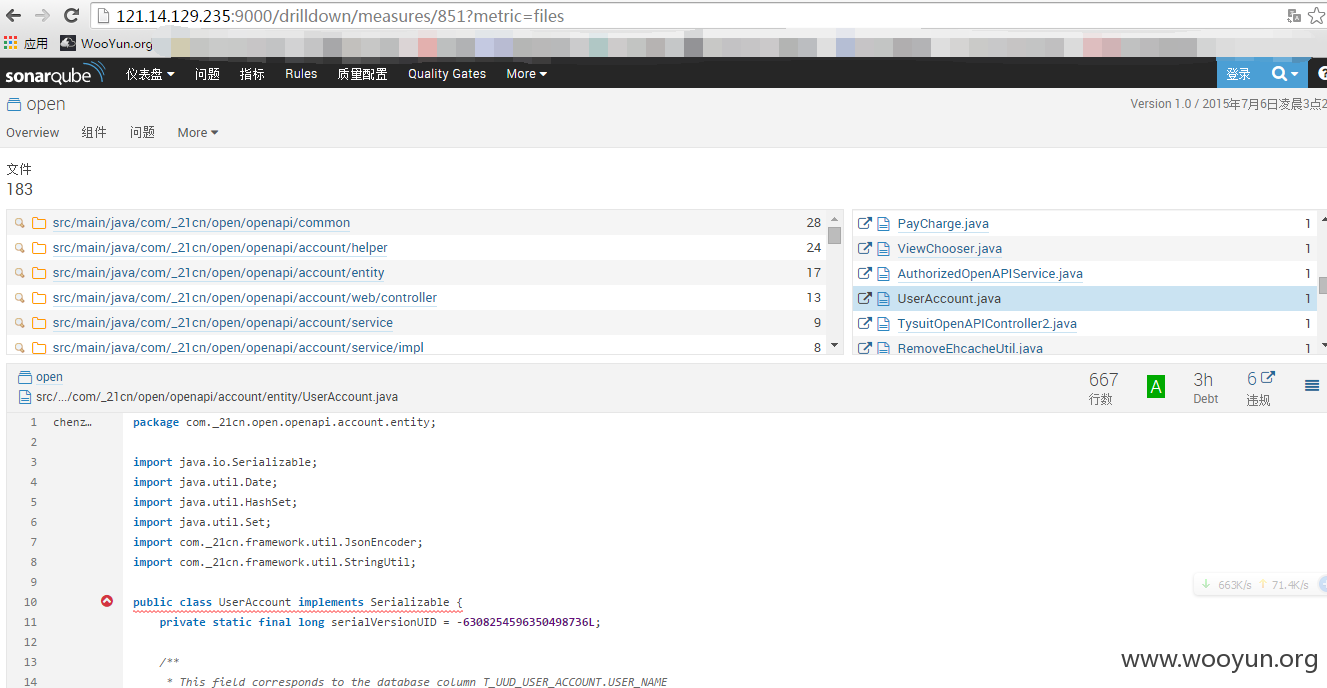 121.14.129.235:9000/drilldown/measures/851?metric=files
应用 WooYun.org
sonarqube 仪表盘 问题 指标 Rules 质量配置 Quality Gates More 登录
open Version 1.0 / 2015年7月6日凌晨3点2
Overview 组件 问题 More
文件
183
src/main/java/com/_21cn/open/openapi/common 28
src/main/java/com/_21cn/open/openapi/account/helper 24
src/main/java/com/_21cn/open/openapi/account/entity 17
src/main/java/com/_21cn/open/openapi/account/web/controller 13
src/main/java/com/_21cn/open/openapi/account/service 9
src/main/java/com/_21cn/open/openapi/account/service/impl 8
PayCharge.java 1
ViewChooser.java 1
AuthorizedOpenAPIService.java 1
UserAccount.java 1
TysuitOpenAPIController2.java 1
RemoveEhcacheUtil.java 1
open
src/.../com/_21cn/open/openapi/account/entity/UserAccount.java
667 A 3h 6
行数 Debt 违规
1 chenz… package com._21cn.open.openapi.account.entity;
2
3 import java.io.Serializable;
4 import java.util.Date;
5 import java.util.HashSet;
6 import java.util.Set;
7 import com._21cn.framework.util.JsonEncoder;
8 import com._21cn.framework.util.StringUtil;
9
10 public class UserAccount implements Serializable {
11 private static final long serialVersionUID = -6308254596350498736L;
12
13 /**
14 * This field corresponds to the database column T_UUD_USER_ACCOUNT.USER_NAME
↓ 663K/s ↑ 71.4K/s
www.wooyun.org